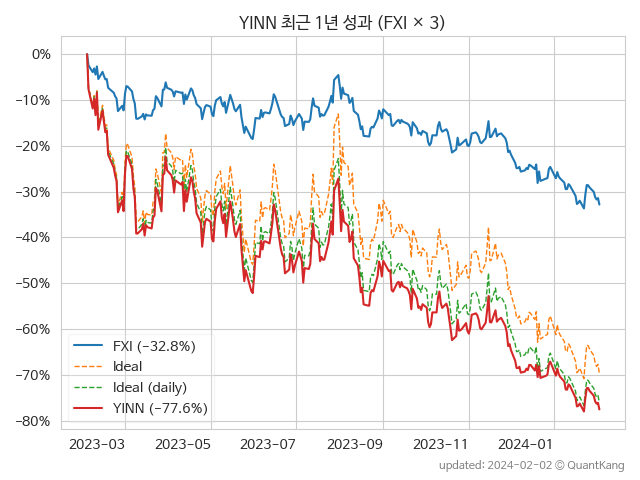 YINN 최근 1년 성과 (FXI × 3)
0%
−10%
−20%
−30%
−40%
−50%
−60%
−70%
−80%
FXI (−32.8%)
Ideal
Ideal (daily)
YINN (−77.6%)
2023−03 2023−05 2023−07 2023−09 2023−11 2024−01
updated: 2024−02−02 ⓒ QuantKang